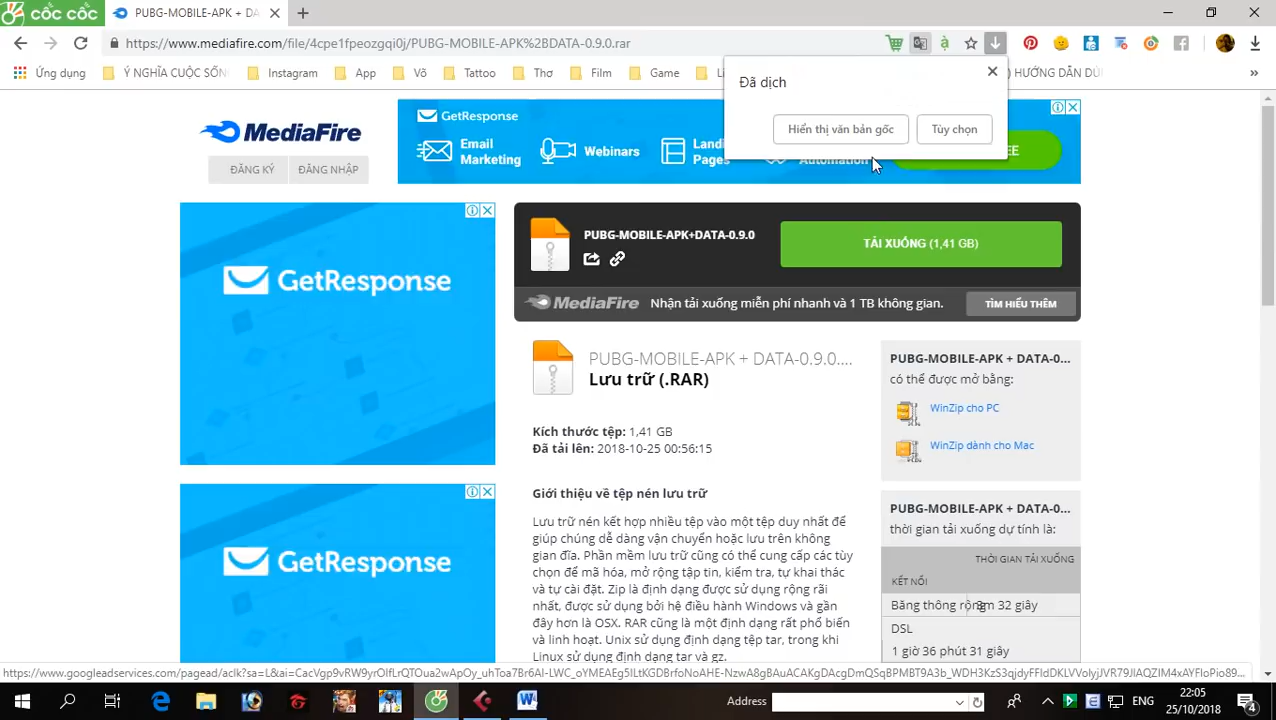 cốc cốc
PUBG-MOBILE-APK + DA
https://www.mediafire.com/file/4cpe1fpeozgqi0j/PUBG-MOBILE-APK%2BDATA-0.9.0.rar
Ứng dụng
Ý NGHĨA CUỘC SỐN
Instagram
App
Võ
Tattoo
Thơ
Film
Game
HƯỚNG DẪN DÙ
Đã dịch
Hiển thị văn bản gốc
Tùy chọn
MediaFire
ĐĂNG KÝ
ĐĂNG NHẬP
GetResponse
Email
Marketing
Webinars
Landi
Pages
Automation
GetResponse
GetResponse
PUBG-MOBILE-APK+DATA-0.9.0
TẢI XUỐNG (1,41 GB)
MediaFire
Nhận tải xuống miễn phí nhanh và 1 TB không gian.
TÌM HIỂU THÊM
PUBG-MOBILE-APK + DATA-0.9.0....
Lưu trữ (.RAR)
Kích thước tệp: 1,41 GB
Đã tải lên: 2018-10-25 00:56:15
Giới thiệu về tệp nén lưu trữ
Lưu trữ nén kết hợp nhiều tệp vào một tệp duy nhất để
giúp chúng dễ dàng vận chuyển hoặc lưu trên không
gian đĩa. Phần mềm lưu trữ cũng có thể cung cấp các tùy
chọn để mã hóa, mở rộng tập tin, kiểm tra, tự khai thác
và tự cài đặt. Zip là định dạng được sử dụng rộng rãi
nhất, được sử dụng bởi hệ điều hành Windows và gần
đây hơn là OSX. RAR cũng là một định dạng rất phổ biến
và linh hoạt. Unix sử dụng định dạng tệp tar, trong khi
Linux sử dụng định dạng tar và gz.
PUBG-MOBILE-APK + DATA-0.9.0...
có thể được mở bằng:
WinZip cho PC
WinZip dành cho Mac
PUBG-MOBILE-APK + DATA-0.9.0...
thời gian tải xuống dự tính là:
THỜI GIAN TẢI XUỐNG
KẾT NỐI
Băng thông rộng
3m 32 giây
DSL
1 giờ 36 phút 31 giây
Address
ENG
22:05
25/10/2018
4